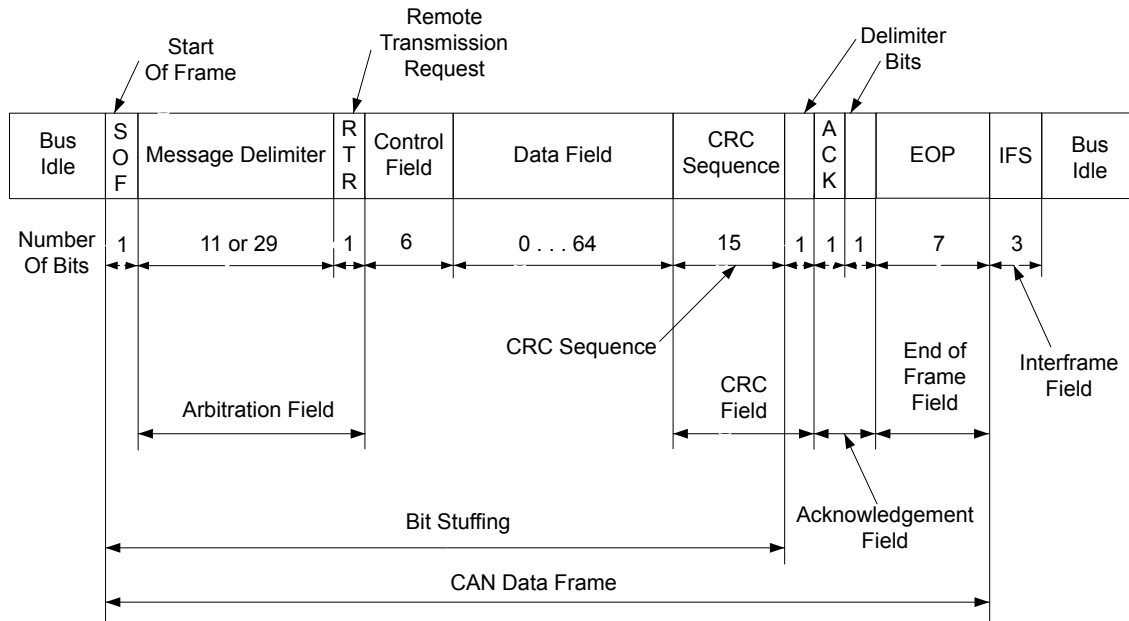 Start
Of Frame
Remote
Transmission
Request
Delimiter
Bits
Bus
Idle
S
O
F
Message Delimiter
R
T
R
Control
Field
Data Field
CRC
Sequence
A
C
K
EOP
IFS
Bus
Idle
Number
Of Bits
1
11 or 29
1
6
0 . . . 64
15
1
1
1
7
3
CRC Sequence
Arbitration Field
CRC
Field
End of
Frame
Field
Interframe
Field
Bit Stuffing
Acknowledgement
Field
CAN Data Frame